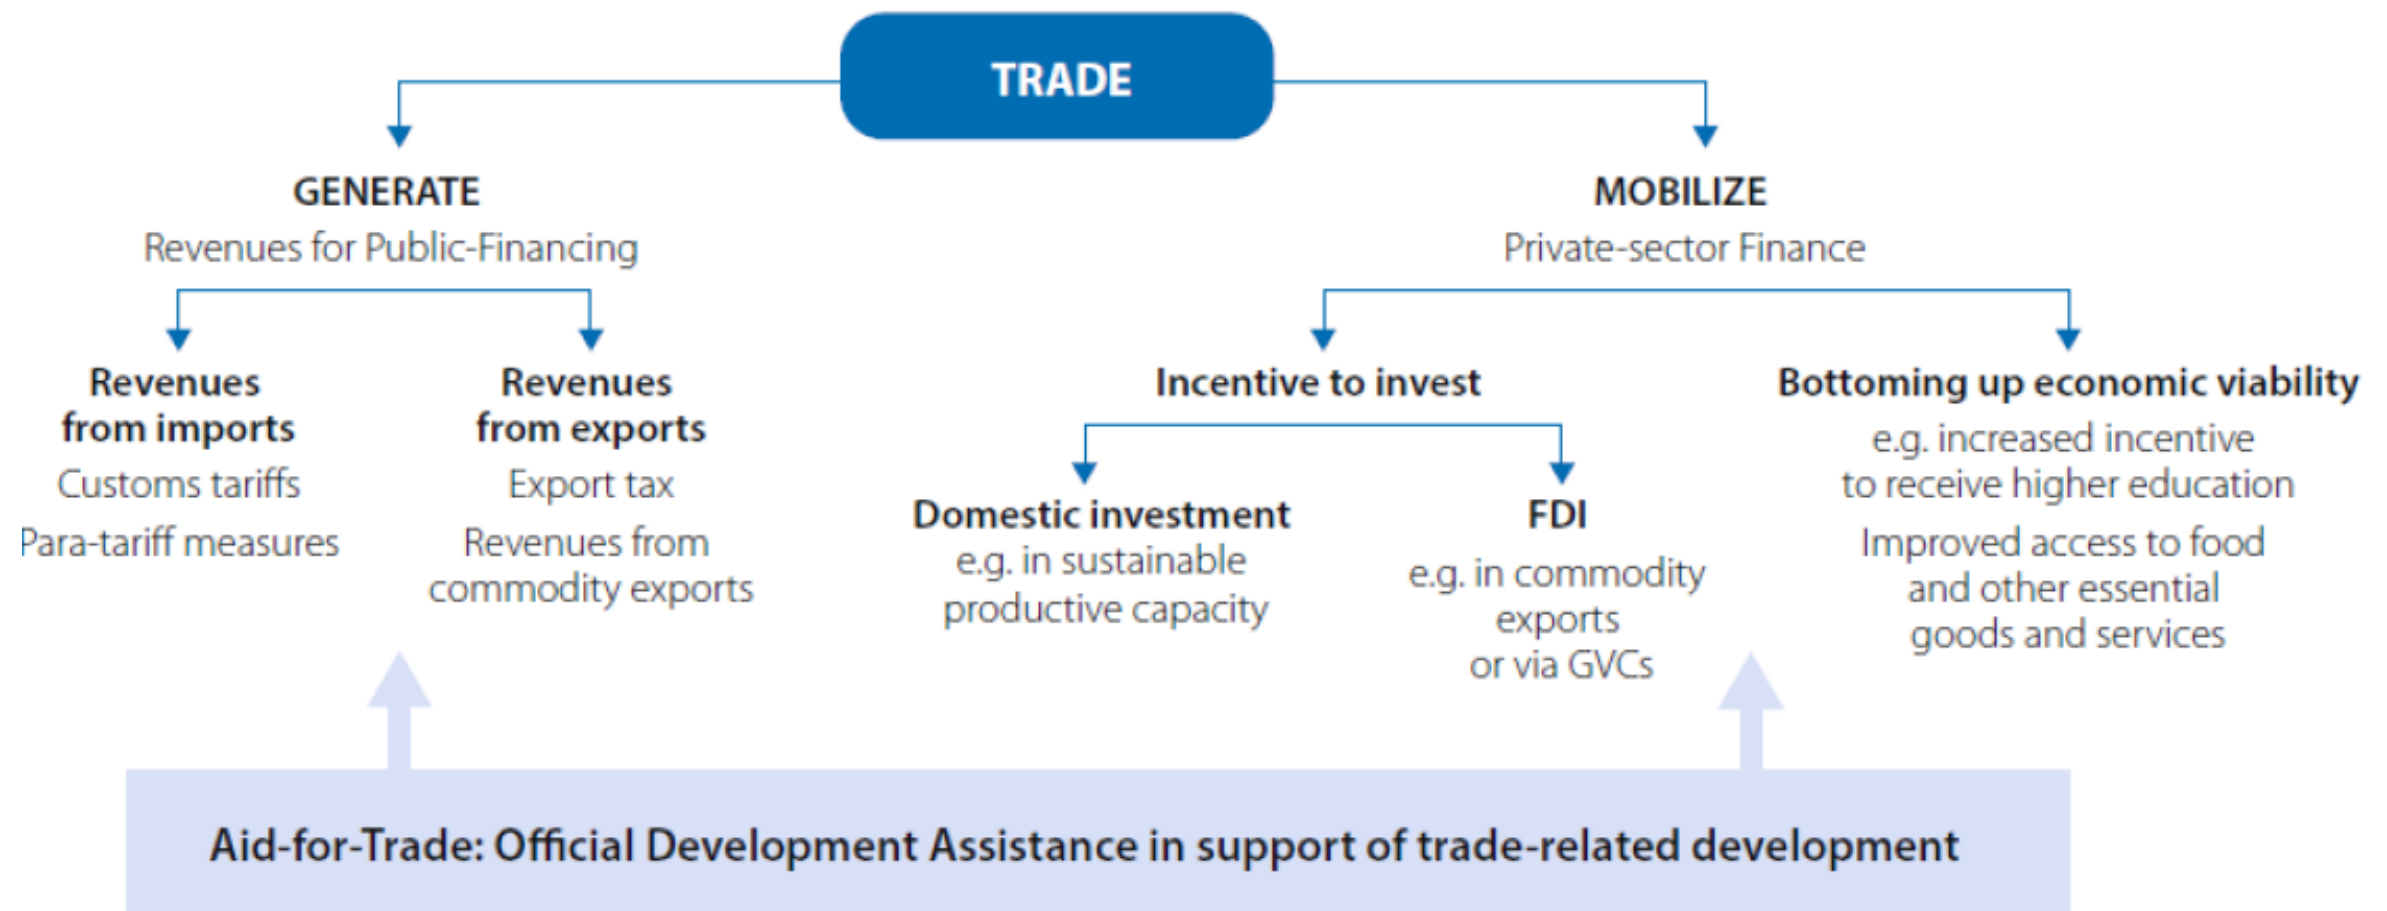 TRADE
GENERATE
Revenues for Public-Financing
MOBILIZE
Private-sector Finance
Revenues
from imports
Customs tariffs
Para-tariff measures
Revenues
from exports
Export tax
Revenues from
commodity exports
Incentive to invest
Domestic investment
e.g. in sustainable
productive capacity
FDI
e.g. in commodity
exports
or via GVCs
Bottoming up economic viability
e.g. increased incentive
to receive higher education
Improved access to food
and other essential
goods and services
Aid-for-Trade: Official Development Assistance in support of trade-related development